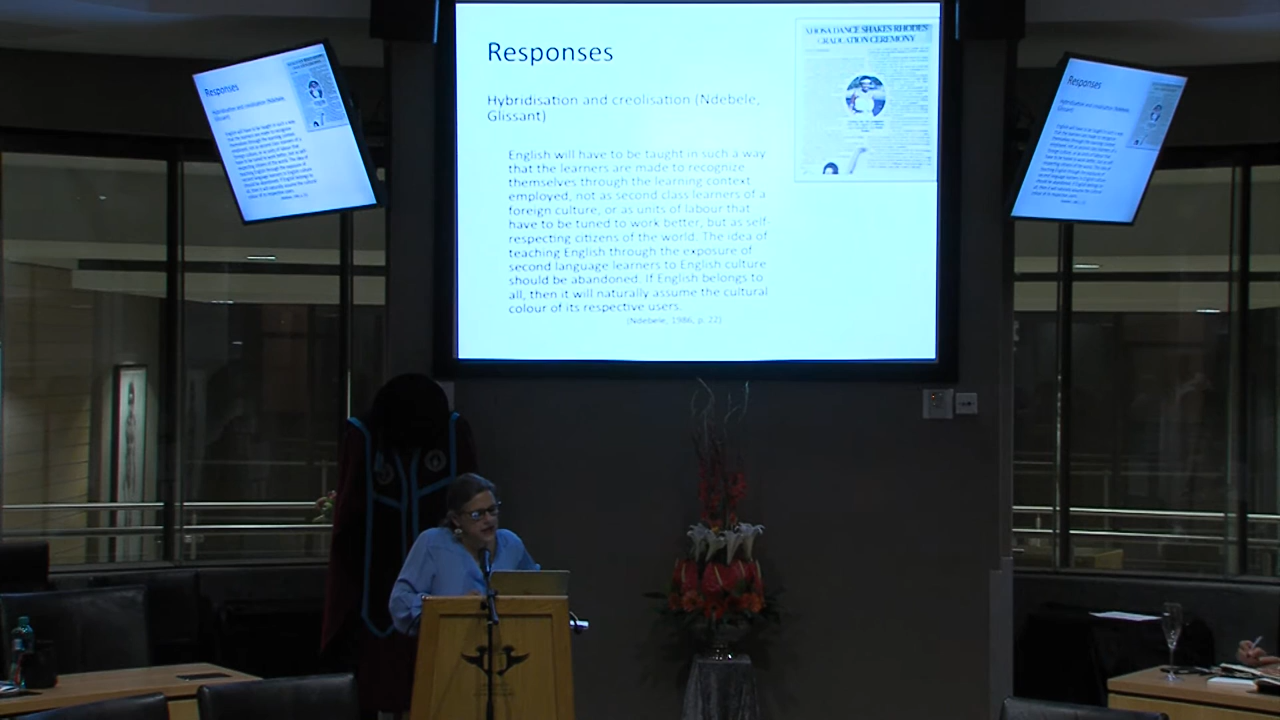 Responses
Hybridisation and creolisation (Ndebele,
Glissant)
English will have to be taught in such a way
that the learners are made to recognize
themselves through the learning context
employed, not as second class learners of a
foreign culture, or as units of labour that
have to be tuned to work better, but as self-
respecting citizens of the world. The idea of
teaching English through the exposure of
second language learners to English culture
should be abandoned. If English belongs to
all, then it will naturally assume the cultural
colour of its respective users.
(Ndebele, 1986, p. 22)
XHOSA DANCE SHAKES RHODES
GRADUATION CEREMONY
Responses
Responses